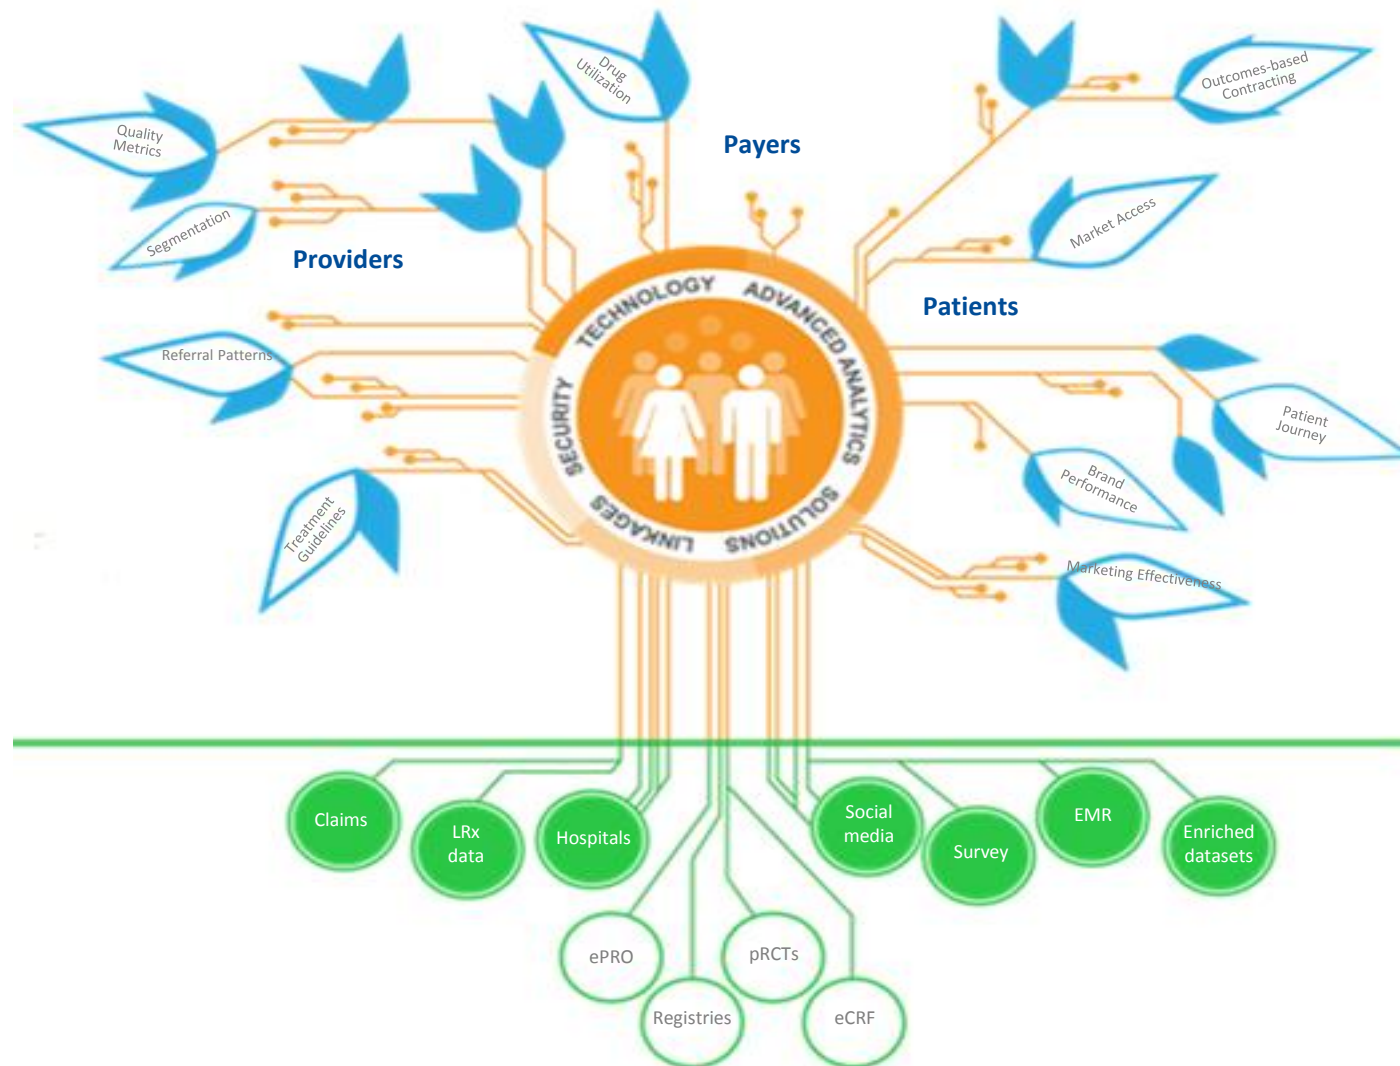 Drug
Utilization
Outcomes-based
Contracting
Quality
Metrics
Payers
Segmentation
Market Access
Providers
Patients
TECHNOLOGY
ADVANCED ANALYTICS
SOLUTIONS
LINKAGES
SECURITY
Referral Patterns
Patient
Journey
Brand
Performance
Treatment
Guidelines
Marketing Effectiveness
Claims
LRx
data
Hospitals
Social
media
Survey
EMR
Enriched
datasets
ePRO
pRCTs
Registries
eCRF